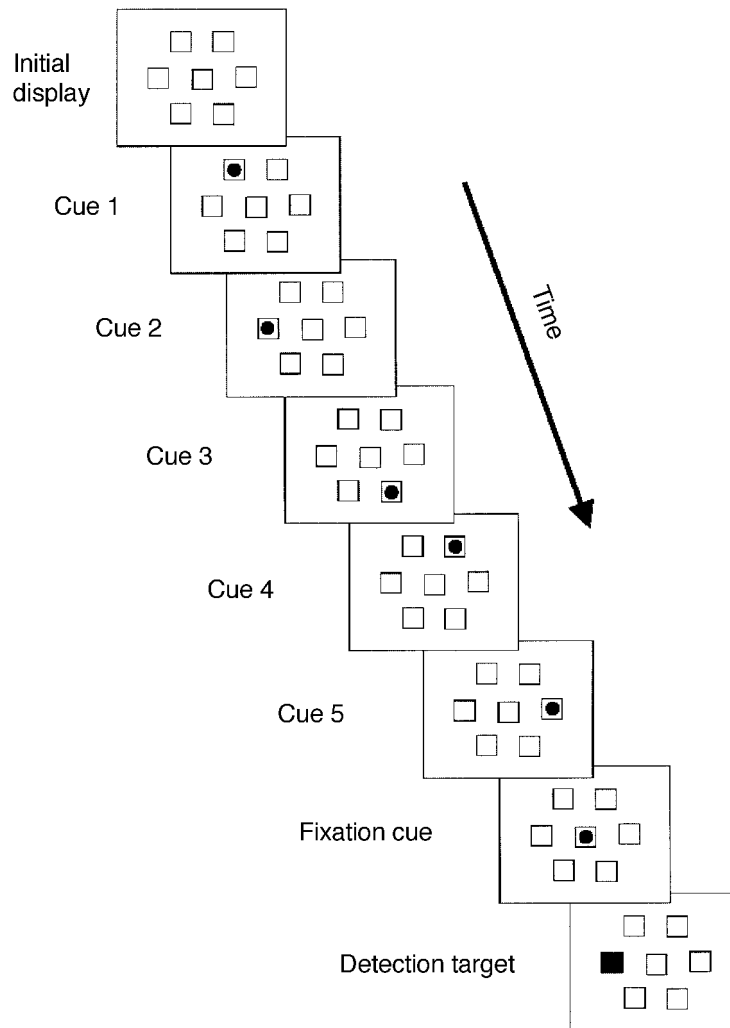 Initial
display
Cue 1
Cue 2
Time
Cue 3
Cue 4
Cue 5
Fixation cue
Detection target